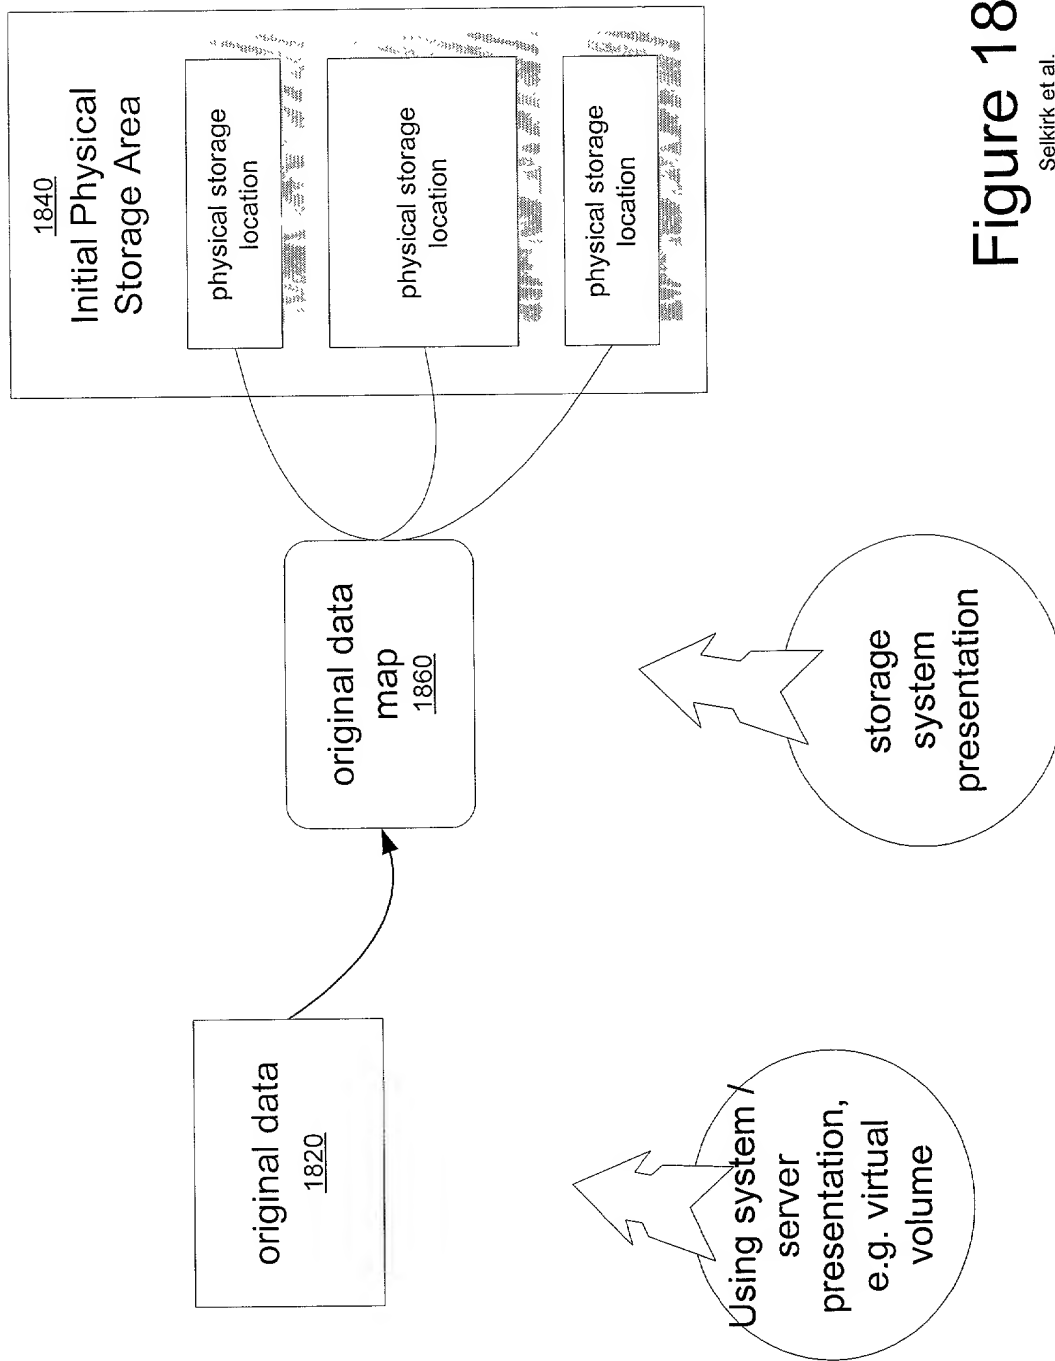 original data
1820
original data
map
1860
1840
Initial Physical
Storage Area
physical storage
location
physical storage
location
physical storage
location
Using system /
server
presentation,
e.g. virtual
volume
storage
system
presentation
Figure 18
Selkirk et al.